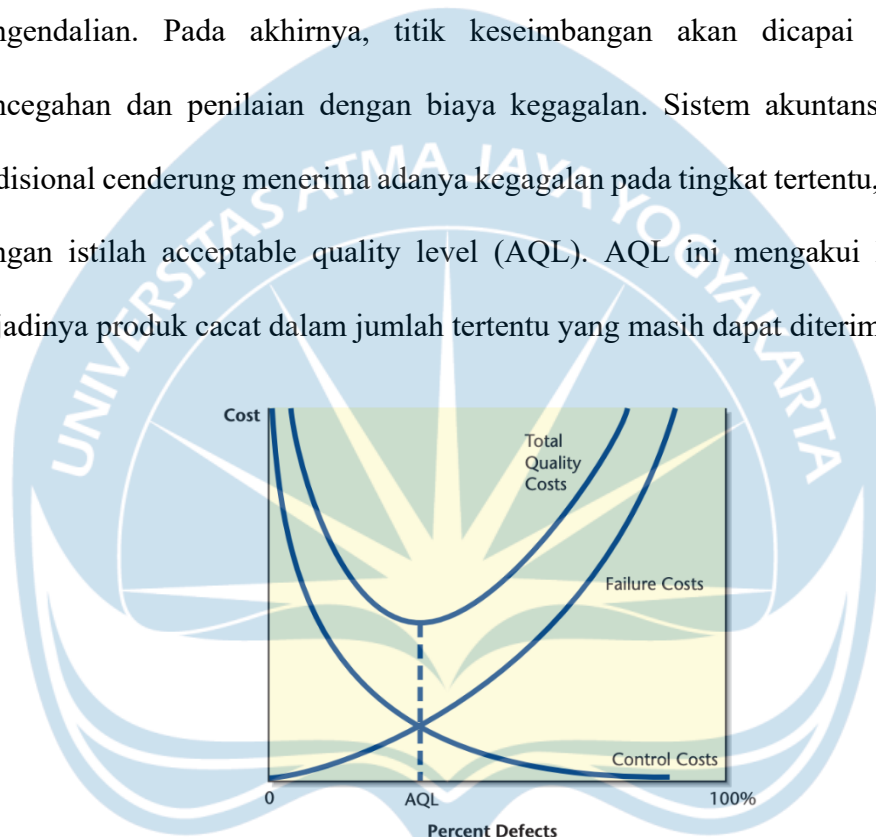 ngendalian. Pada akhirnya, titik keseimbangan akan dicapai
ncegahan dan penilaian dengan biaya kegagalan. Sistem akuntans
disional cenderung menerima adanya kegagalan pada tingkat tertentu,
ngan istilah acceptable quality level (AQL). AQL ini mengakui
jadinya produk cacat dalam jumlah tertentu yang masih dapat diterim
UNIVERSITAS ATMA JAYA YOGYAKARTA
Cost
Total
Quality
Costs
Failure Costs
Control Costs
0 AQL 100%
Percent Defects